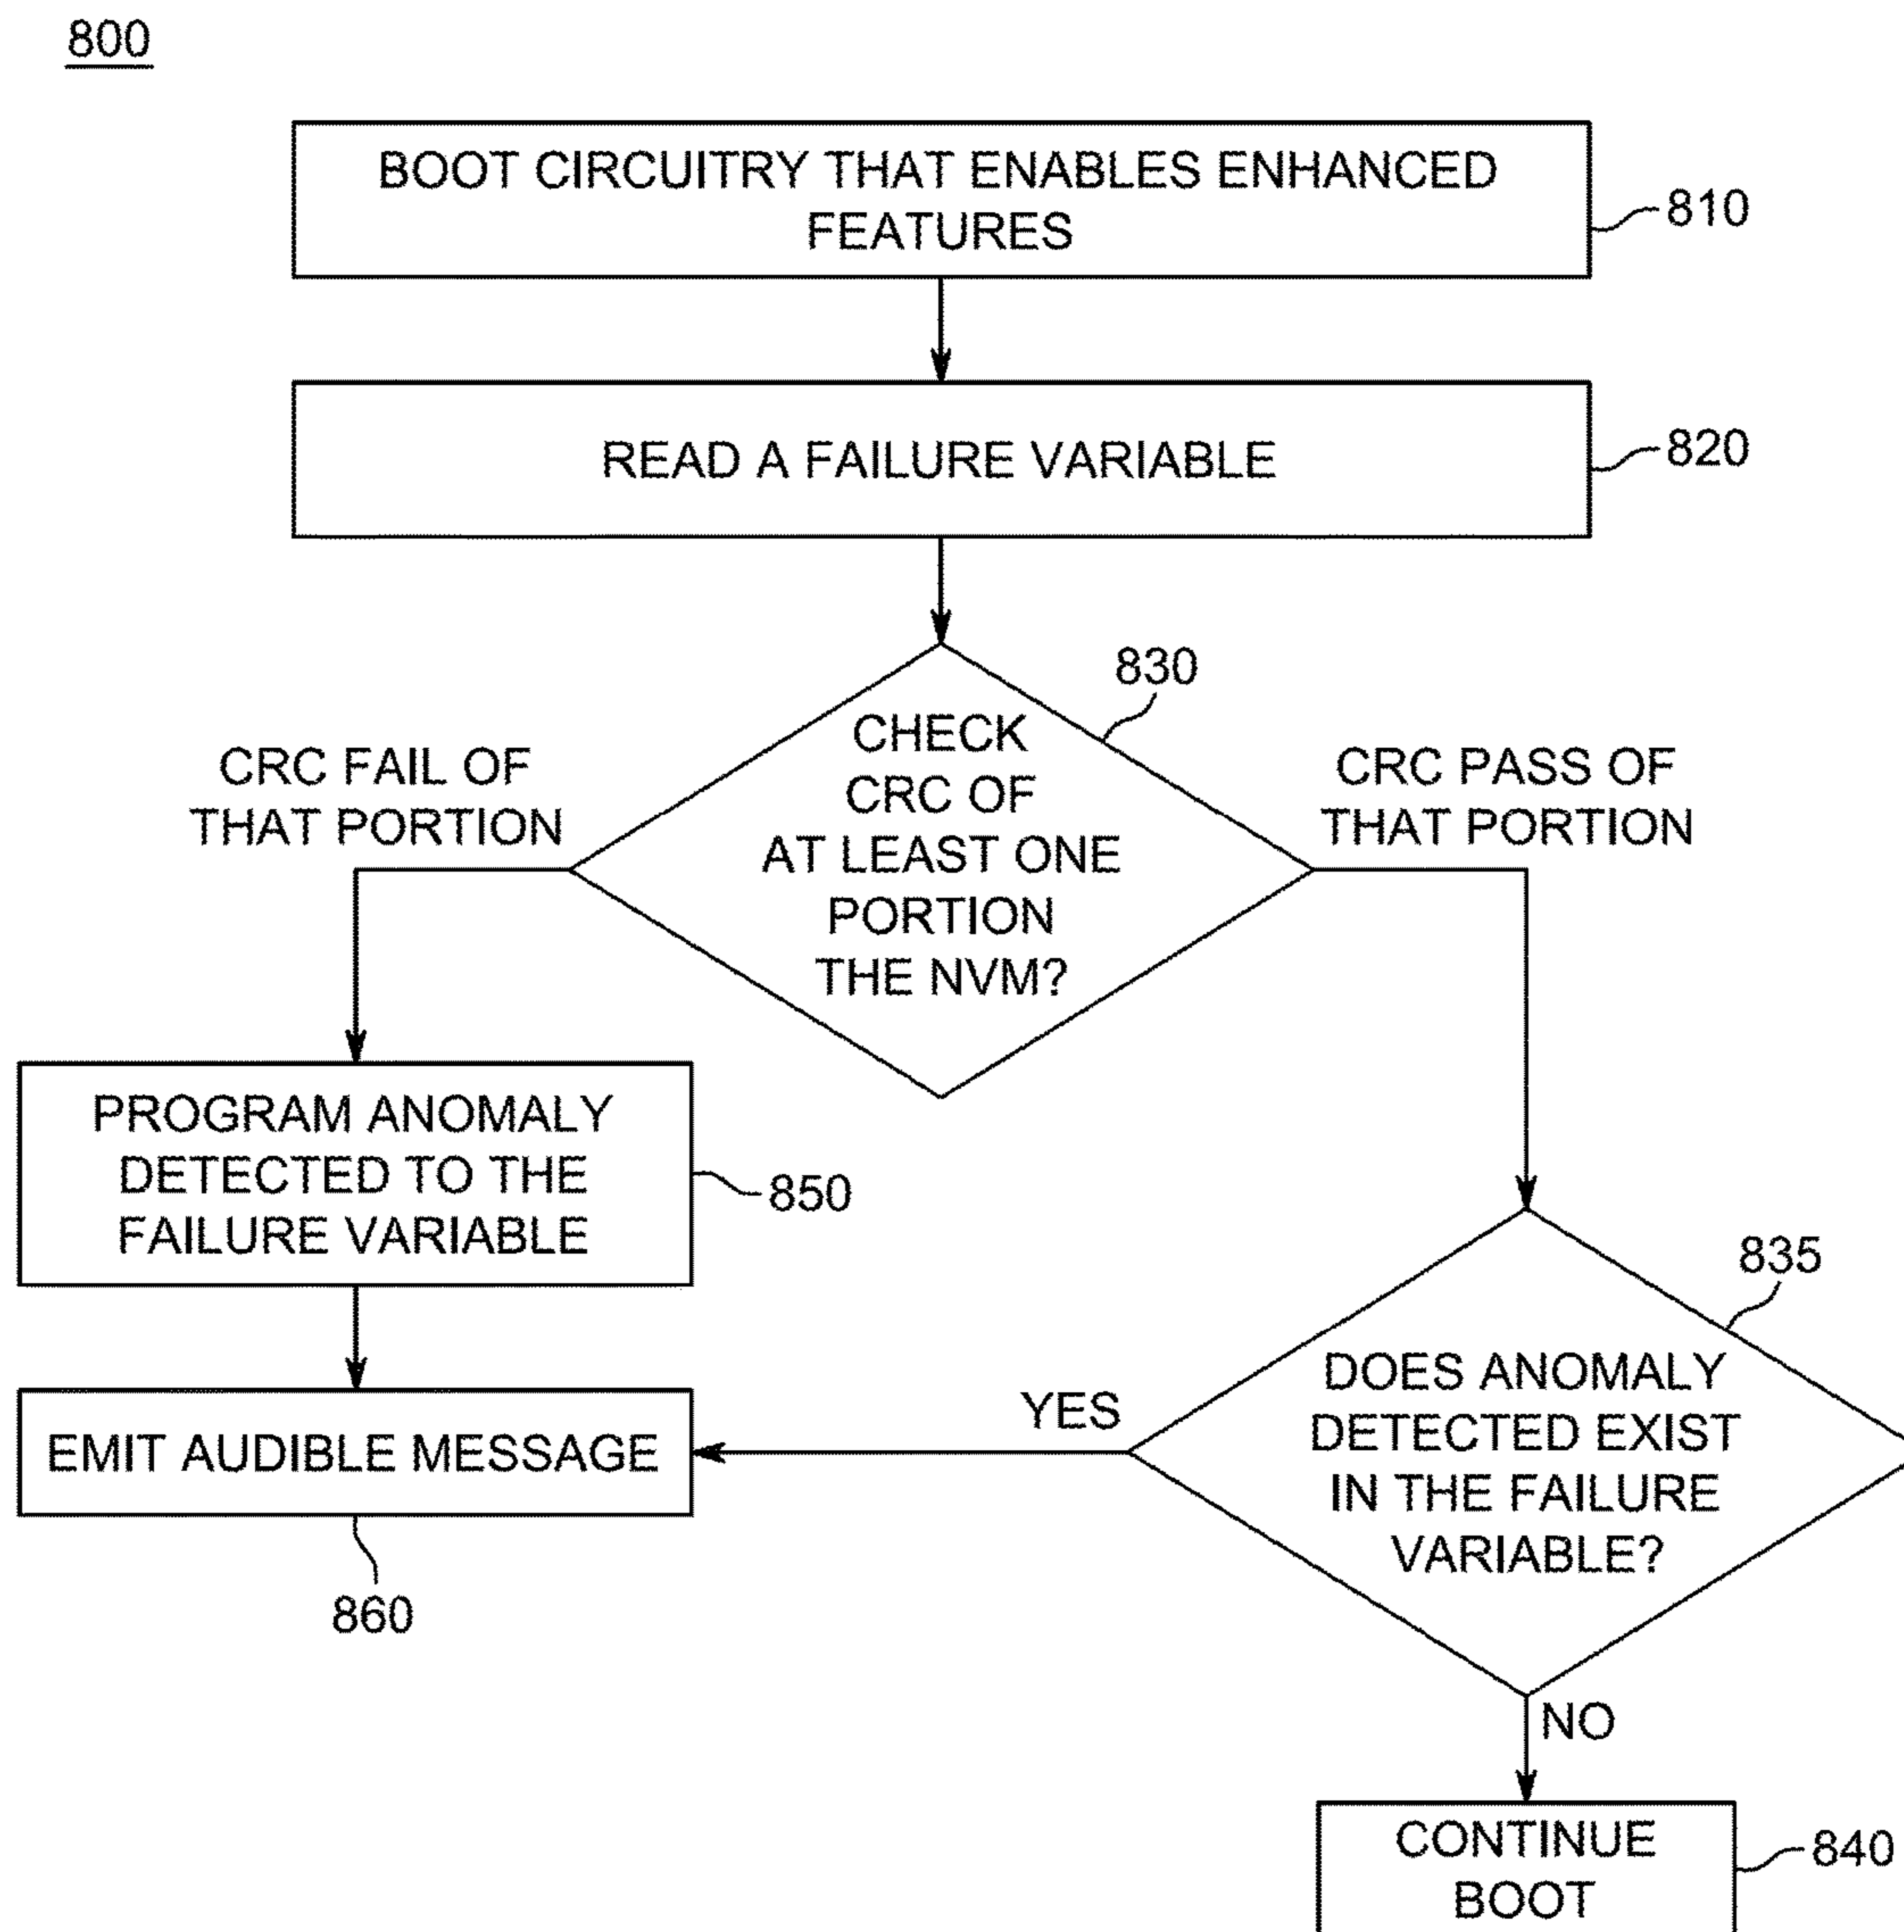 800
BOOT CIRCUITRY THAT ENABLES ENHANCED
FEATURES
810
READ A FAILURE VARIABLE
820
830
CHECK
CRC OF
AT LEAST ONE
PORTION
THE NVM?
CRC FAIL OF
THAT PORTION
CRC PASS OF
THAT PORTION
PROGRAM ANOMALY
DETECTED TO THE
FAILURE VARIABLE
850
835
DOES ANOMALY
DETECTED EXIST
IN THE FAILURE
VARIABLE?
YES
EMIT AUDIBLE MESSAGE
860
NO
CONTINUE
BOOT
840